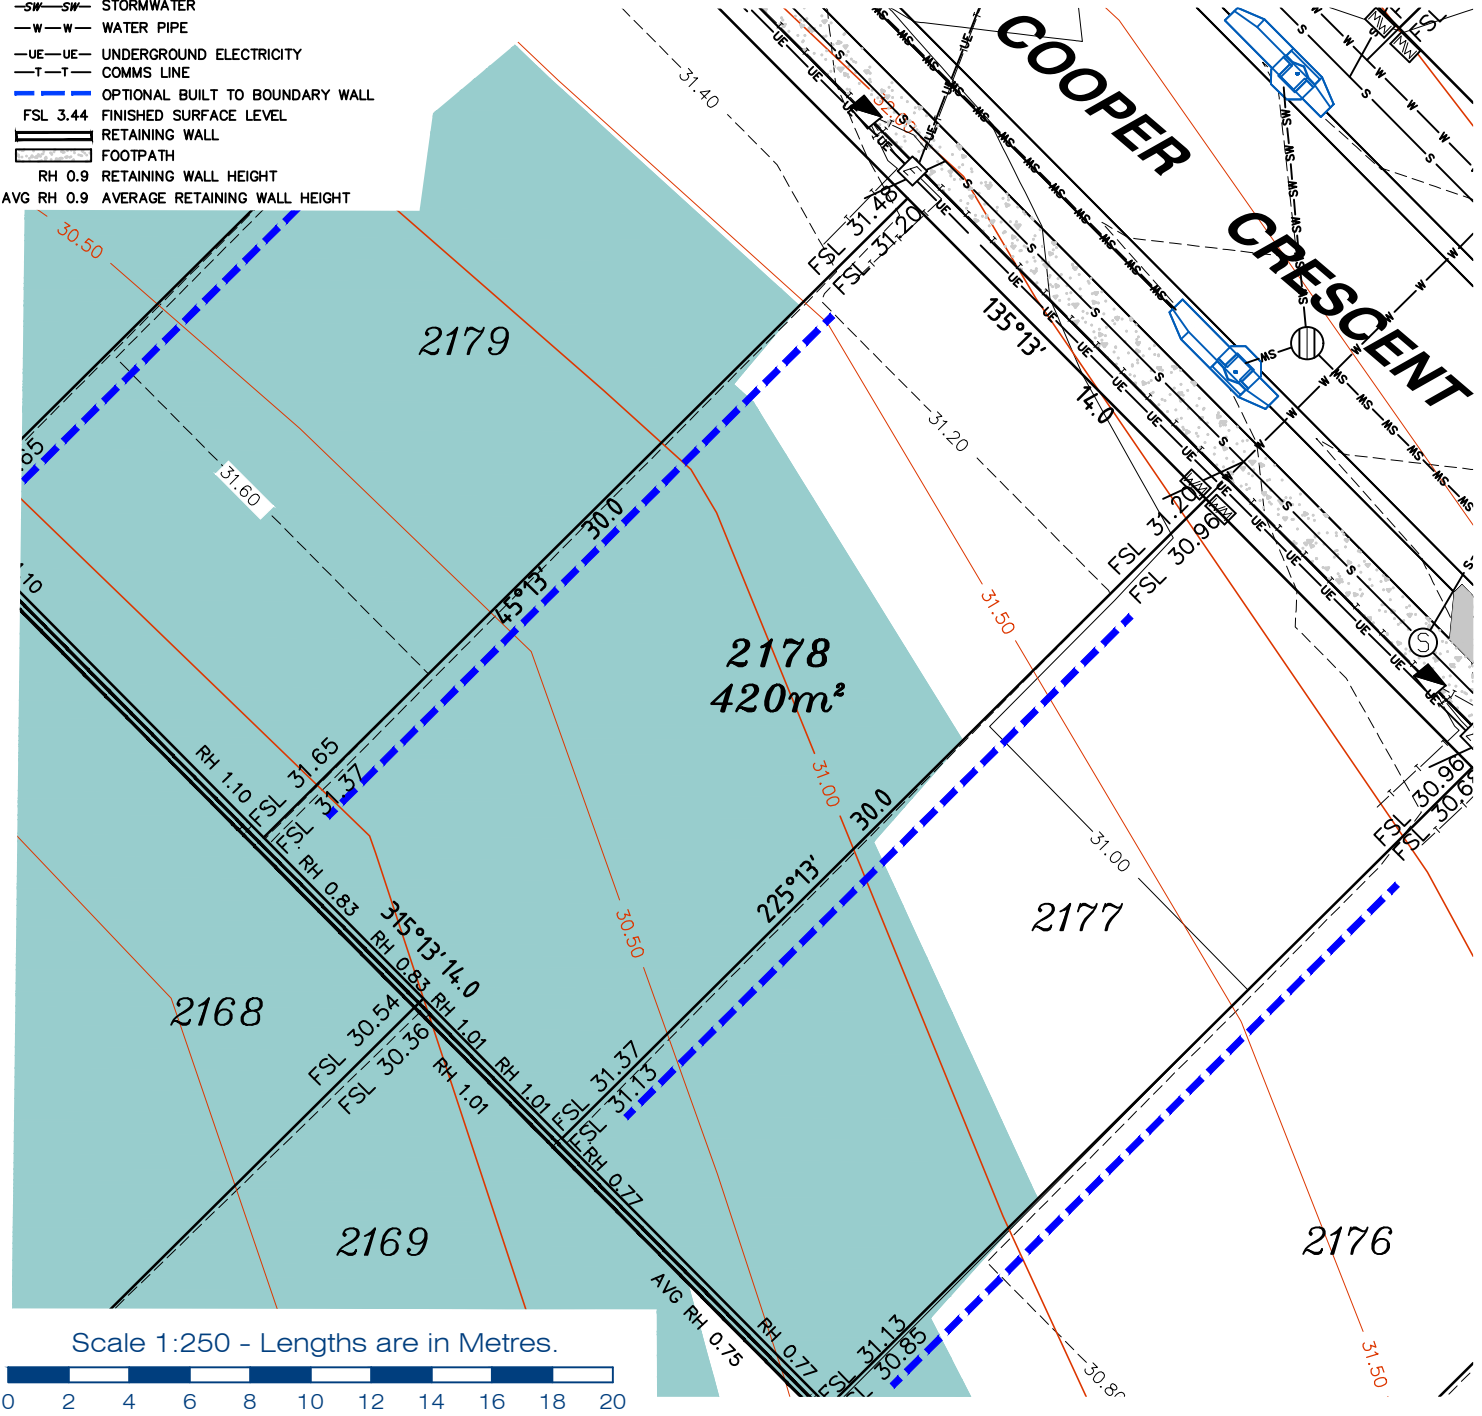 SW SW STORMWATER
W W WATER PIPE
UE UE UNDERGROUND ELECTRICITY
T T COMMS LINE
OPTIONAL BUILT TO BOUNDARY WALL
FSL 3.44 FINISHED SURFACE LEVEL
RETAINING WALL
FOOTPATH
RH 0.9 RETAINING WALL HEIGHT
AVG RH 0.9 AVERAGE RETAINING WALL HEIGHT
COOPER
CRESCENT
31.40
30.50
FSL 31.48
FSL 31.20
2179
135°13'
14.0
31.20
31.60
30.0
45°13'
FSL 31.20
FSL 30.96
31.50
2178
420m²
31.00
RH 1.10
FSL 31.65
FSL 31.37
30.0
225°13'
31.00
FSL 30.96
2177
RH 0.83
315°13' 14.0
RH 0.83
RH 1.01
30.50
2168
FSL 30.54
FSL 30.36
RH 1.01
RH 1.01
FSL 31.37
FSL 31.13
RH 0.77
2169
2176
AVG RH 0.75
RH 0.77
FSL 31.13
30.85
31.50
Scale 1:250 - Lengths are in Metres.
0 2 4 6 8 10 12 14 16 18 20